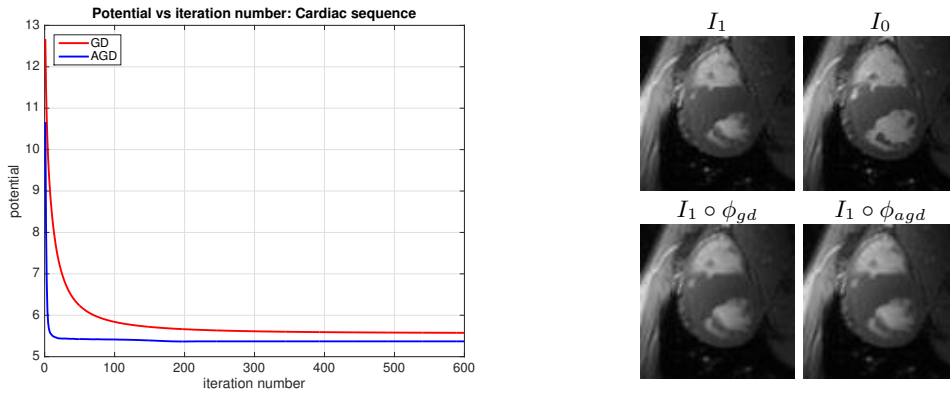 Potential vs iteration number: Cardiac sequence
13
12
11
10
9
8
7
6
5
potential
GD
AGD
0 100 200 300 400 500 600
iteration number
I₁ I₀
I₁ ∘ ϕ_gd I₁ ∘ ϕ_agd